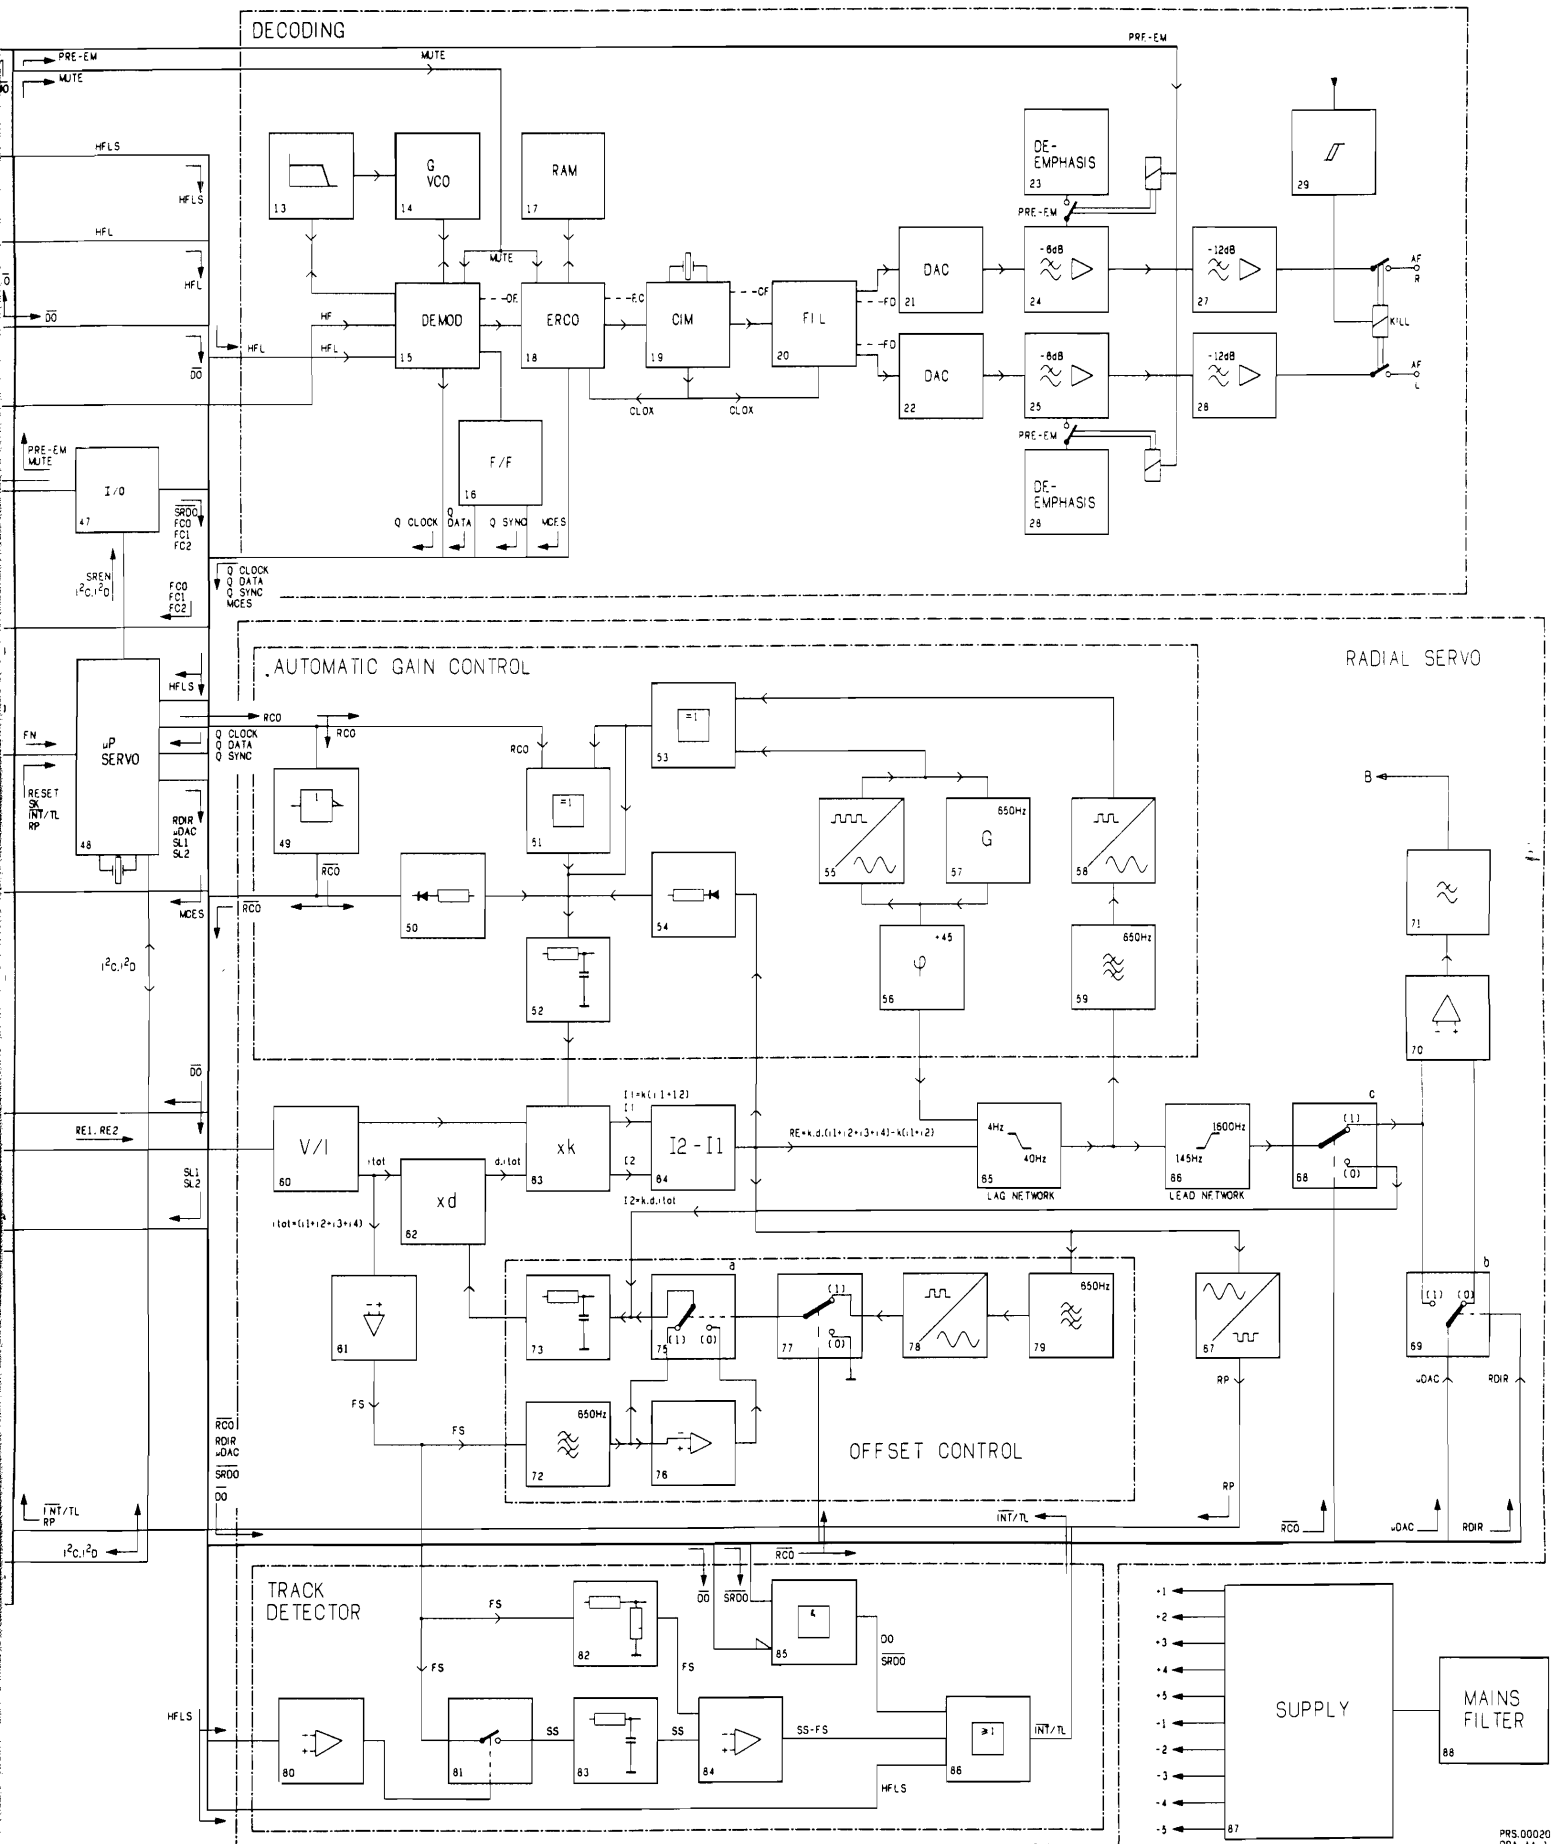 DECODING
PRE-EM
PRE-EM
MUTE
MUTE
HFLS
HFLS
HFL
HFL
DO
DO
HFL
HF
HFL
13
G
VCO
14
RAM
17
MUTE
DEMOD
15
ERCO
18
CIM
19
CF
FIL
20
FD
FD
CLOX
CLOX
F/F
16
DAC
21
DAC
22
DE-
EMPHASIS
23
PRE-EM
-6dB
24
-6dB
25
PRE-EM
DE-
EMPHASIS
28
-12dB
27
-12dB
28
29
AF
R
KILL
AF
L
Q CLOCK
Q
DATA
Q SYNC
MCES
PRE-EM
MUTE
I/O
47
SRDO
FC0
FC1
FC2
SREN
I²C.I²D
FC0
FC1
FC2
Q CLOCK
Q DATA
Q SYNC
MCES
HFLS
FN
µP
SERVO
48
RESET
SK
INT/TL
RP
RCO
RCO
Q CLOCK
Q DATA
Q SYNC
RDIR
µDAC
SL1
SL2
MCES
RCO
I²C.I²D
DO
RE1.RE2
SL1
SL2
AUTOMATIC GAIN CONTROL
RADIAL SERVO
1
49
RCO
50
RCO
=1
51
52
=1
53
54
55
+45
φ
56
650Hz
G
57
58
650Hz
59
B
71
- +
70
V/I
60
itot
itot=(i1+i2+i3+i4)
xd
62
d.itot
xk
63
I1=k(i1+i2)
I1
I2
I2-I1
64
I2=k.d.itot
RE=k.d.(i1+i2+i3+i4)-k(i1+i2)
4Hz
40Hz
65
LAG NETWORK
1600Hz
145Hz
66
LEAD NETWORK
c
(1)
(0)
68
- +
61
FS
FS
73
a
(1) (0)
75
(1)
(0)
77
78
650Hz
79
650Hz
72
76
OFFSET CONTROL
67
RP
RP
b
(1) (0)
69
µDAC
RDIR
RCO
RDIR
µDAC
SRDO
DO
INT/TL
RP
I²C.I²D
INT/TL
RCO
RCO
µDAC
RDIR
TRACK
DETECTOR
FS
FS
FS
82
DO
SRDO
&
85
DO
SRDO
HFLS
80
81
SS
83
SS
84
SS-FS
≥1
86
INT/TL
HFLS
+1
+2
+3
+4
+5
-1
-2
-3
-4
-5
SUPPLY
87
MAINS
FILTER
88
PRS.00020